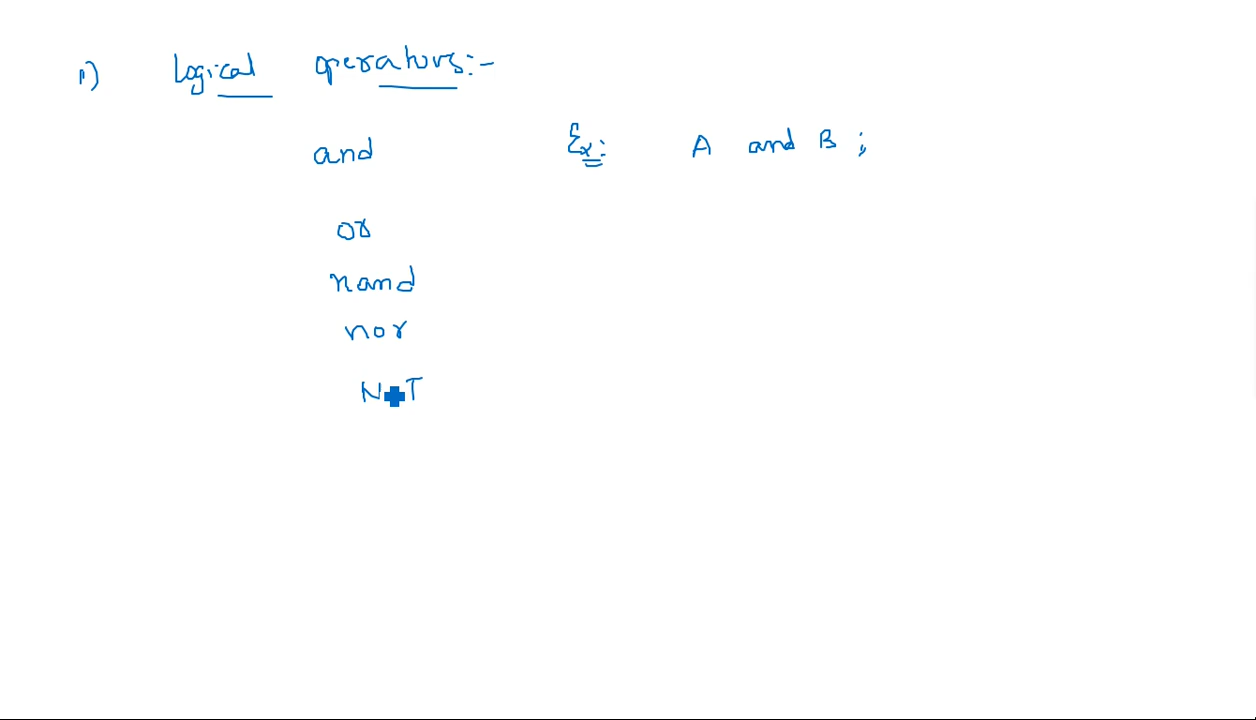 1) Logical operators:-
and Ex: A and B ;
or
nand
nor
NOT